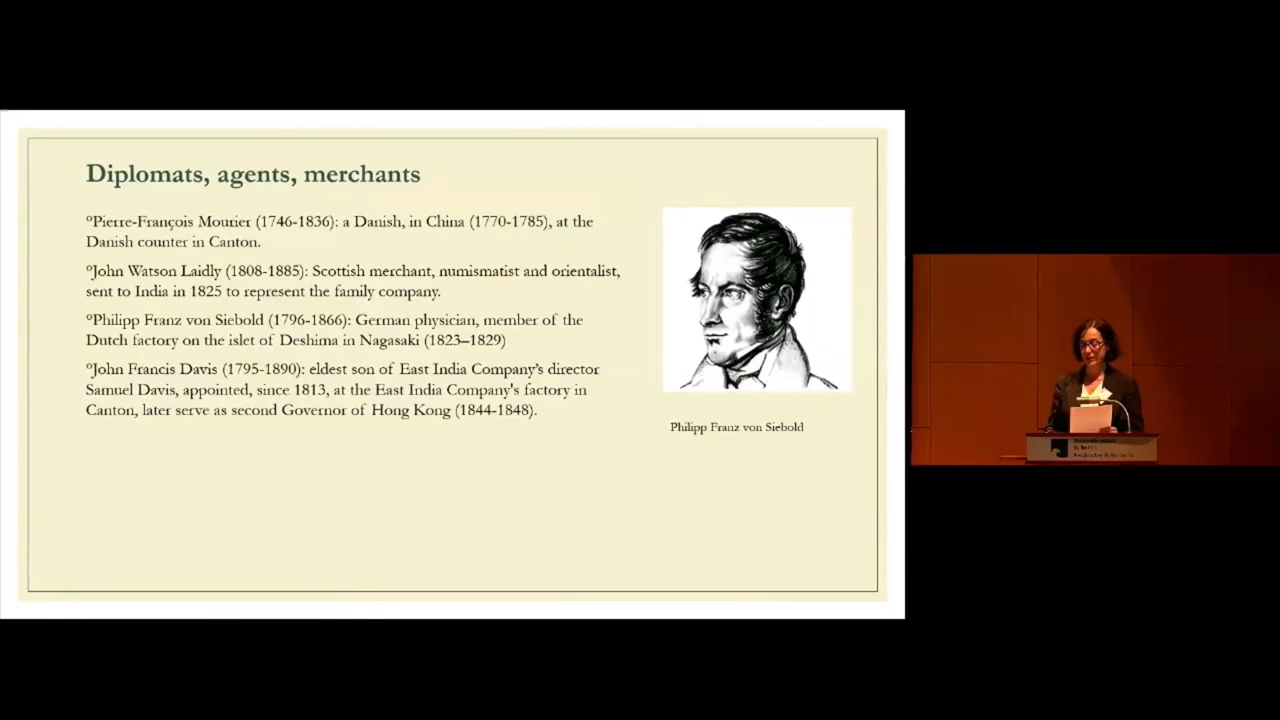 Diplomats, agents, merchants
°Pierre-François Mourier (1746-1836): a Danish, in China (1770-1785), at the
Danish counter in Canton.
°John Watson Laidly (1808-1885): Scottish merchant, numismatist and orientalist,
sent to India in 1825 to represent the family company.
°Philipp Franz von Siebold (1796-1866): German physician, member of the
Dutch factory on the islet of Deshima in Nagasaki (1823–1829)
°John Francis Davis (1795-1890): eldest son of East India Company’s director
Samuel Davis, appointed, since 1813, at the East India Company's factory in
Canton, later serve as second Governor of Hong Kong (1844-1848).
Philipp Franz von Siebold